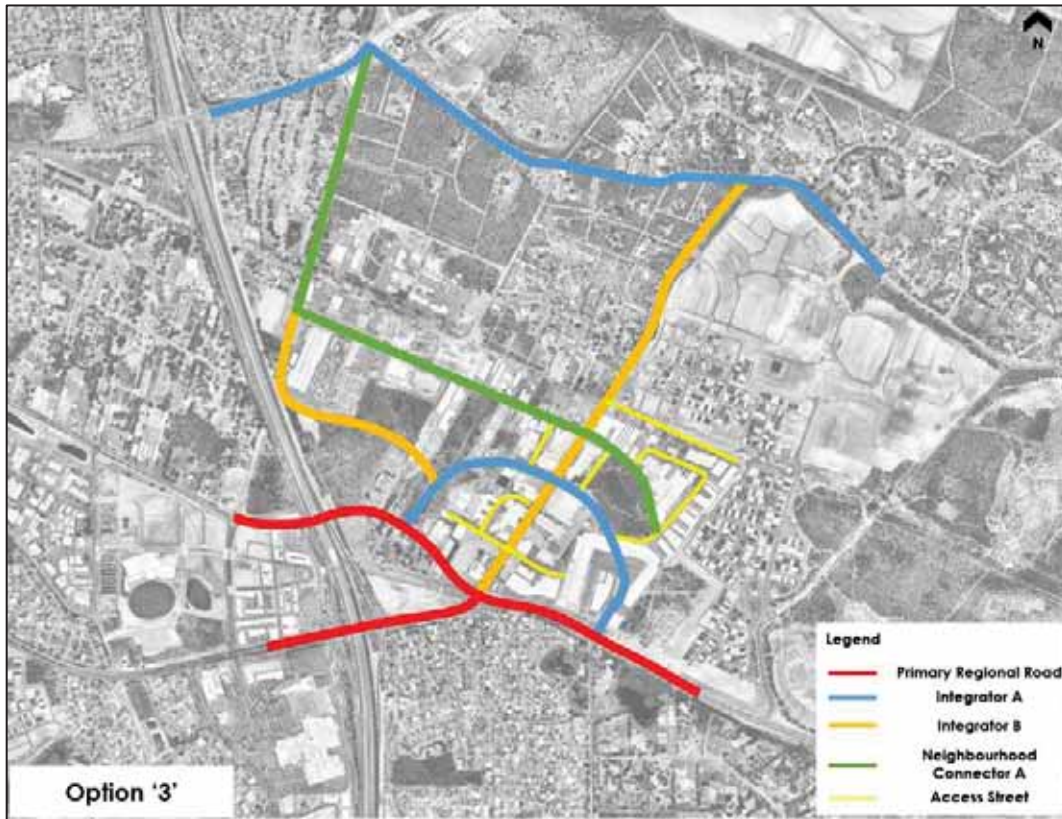 N
Legend
Primary Regional Road
Integrator A
Integrator B
Neighbourhood
Connector A
Access Street
Option ‘3’